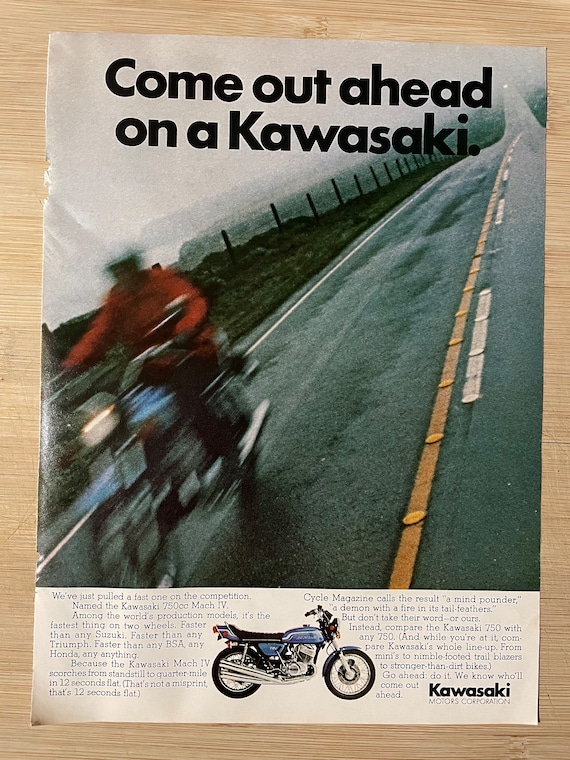 Come out ahead
on a Kawasaki.
We've just pulled a fast one on the competition.
Named the Kawasaki 750cc Mach IV.
Among the world's production models, it's the
fastest thing on two wheels. Faster
than any Suzuki. Faster than any
Triumph. Faster than any BSA, any
Honda, any anything.
Because the Kawasaki Mach IV
scorches from standstill to quarter-mile
in 12 seconds flat. (That's not a misprint,
that's 12 seconds flat.)
Cycle Magazine calls the result "a mind pounder,"
"a demon with a fire in its tail-feathers."
But don't take their word–or ours.
Instead, compare the Kawasaki 750 with
any 750. (And while you're at it, com-
pare Kawasaki's whole line-up. From
mini's to nimble-footed trail blazers
to stronger-than-dirt bikes.)
Go ahead: do it. We know who'll
come out
ahead.
Kawasaki
MOTORS CORPORATION